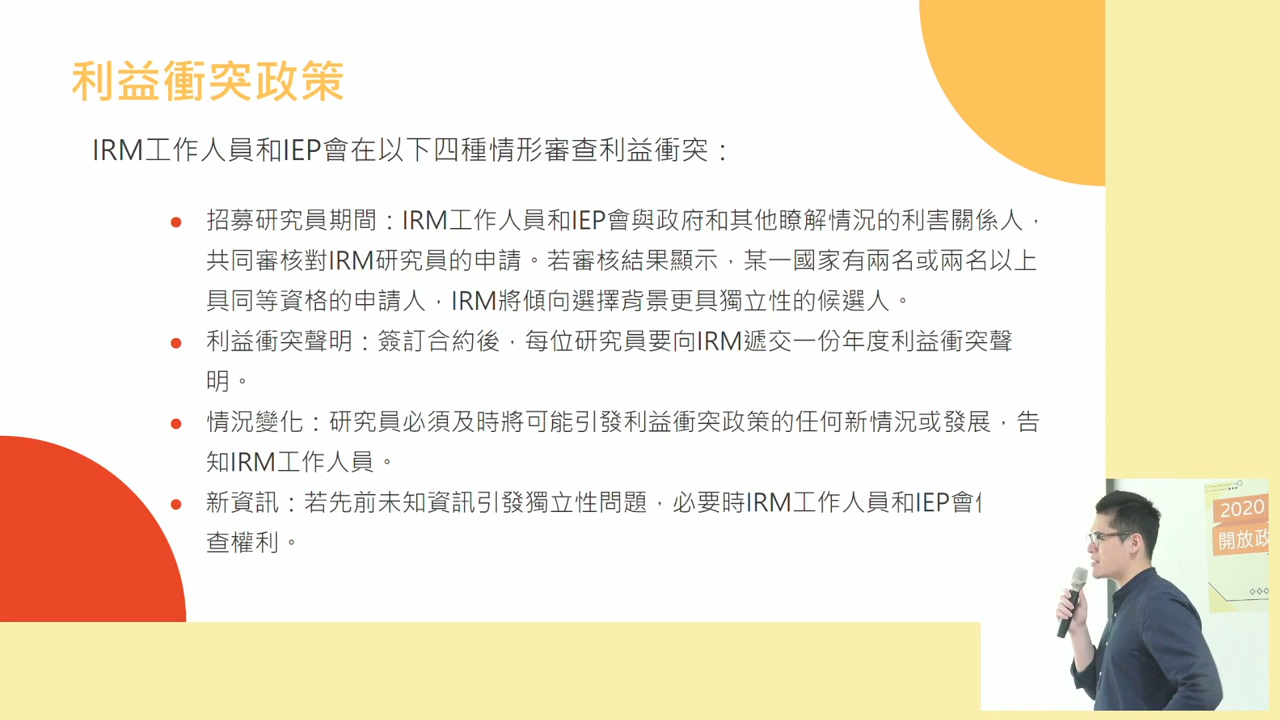 利益衝突政策
IRM工作人員和IEP會在以下四種情形審查利益衝突：
招募研究員期間：IRM工作人員和IEP會與政府和其他瞭解情況的利害關係人，
共同審核對IRM研究員的申請。若審核結果顯示，某一國家有兩名或兩名以上
具同等資格的申請人，IRM將傾向選擇背景更具獨立性的候選人。
利益衝突聲明：簽訂合約後，每位研究員要向IRM遞交一份年度利益衝突聲
明。
情況變化：研究員必須及時將可能引發利益衝突政策的任何新情況或發展，告
知IRM工作人員。
新資訊：若先前未知資訊引發獨立性問題，必要時IRM工作人員和IEP會
查權利。
2020
開放政